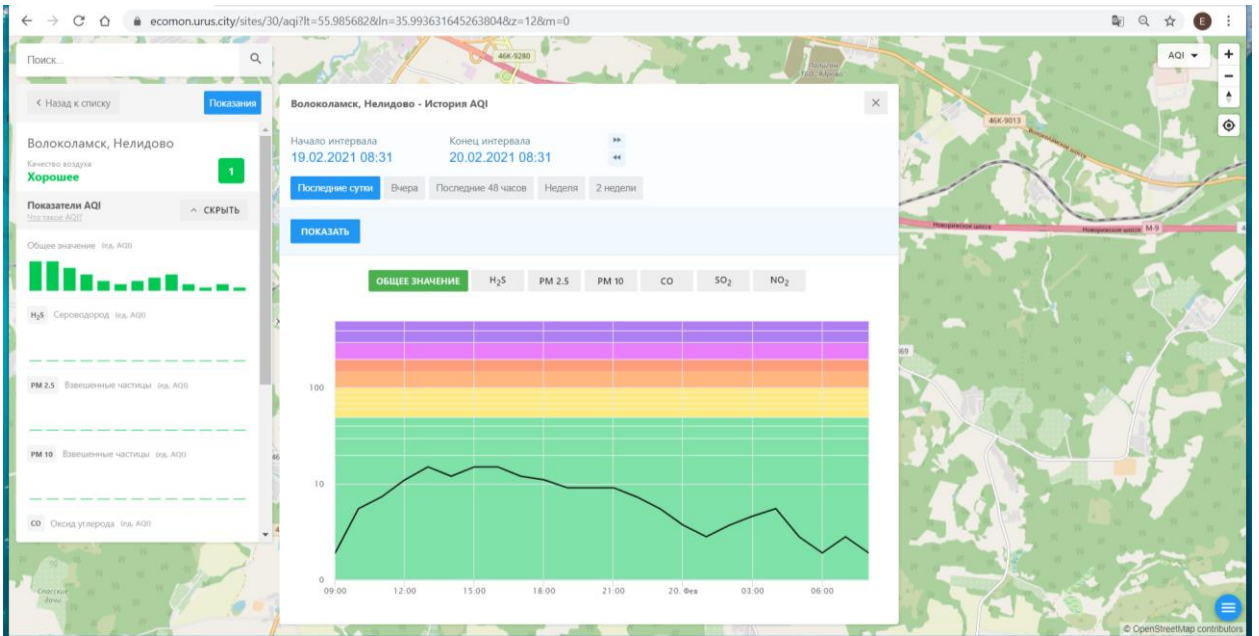 ecomon.urus.city/sites/30/aqi?lt=55.985682&ln=35.993631645263804&z=12&m=0
E
Поиск...
46K-9280
AQI
Назад к списку
Показания
Волоколамск, Нелидово
Качество воздуха
Хорошее
1
Показатели AQI
Что такое AQI?
СКРЫТЬ
Общее значение (ед. AQI)
H₂S Сероводород (ед. AQI)
PM 2.5 Взвешенные частицы (ед. AQI)
PM 10 Взвешенные частицы (ед. AQI)
CO Оксид углерода (ед. AQI)
Волоколамск, Нелидово - История AQI
Начало интервала
Конец интервала
19.02.2021 08:31
20.02.2021 08:31
Последние сутки
Вчера
Последние 48 часов
Неделя
2 недели
ПОКАЗАТЬ
ОБЩЕЕ ЗНАЧЕНИЕ
H₂S
PM 2.5
PM 10
CO
SO₂
NO₂
100
10
0
09:00 12:00 15:00 18:00 21:00 20. Фев 03:00 06:00
46K-9013
Волоколамское шоссе
Новорижское шоссе
Новорижское шоссе
M-9
© OpenStreetMap contributors